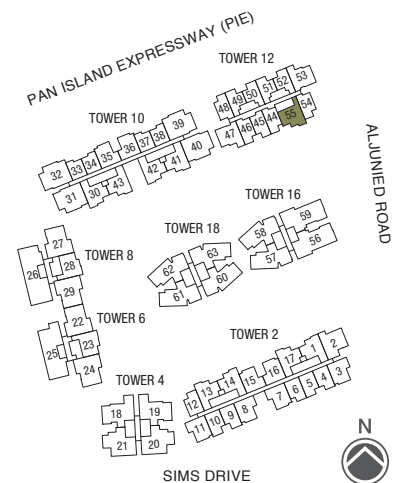 PAN ISLAND EXPRESSWAY (PIE)
TOWER 12
48 49 50 51 52 53
47 46 45 44 55 54
TOWER 10
32 33 34 35 36 37 38 39
31 30 43 42 41 40
ALJUNIED ROAD
TOWER 16
58 59
57 56
TOWER 18
62 63
61 60
TOWER 8
27
26 28
29
TOWER 6
22
25 23
24
TOWER 2
12 13 14 15 16 17 1 2
11 10 9 8 7 6 5 4 3
TOWER 4
18 19
21 20
N
SIMS DRIVE